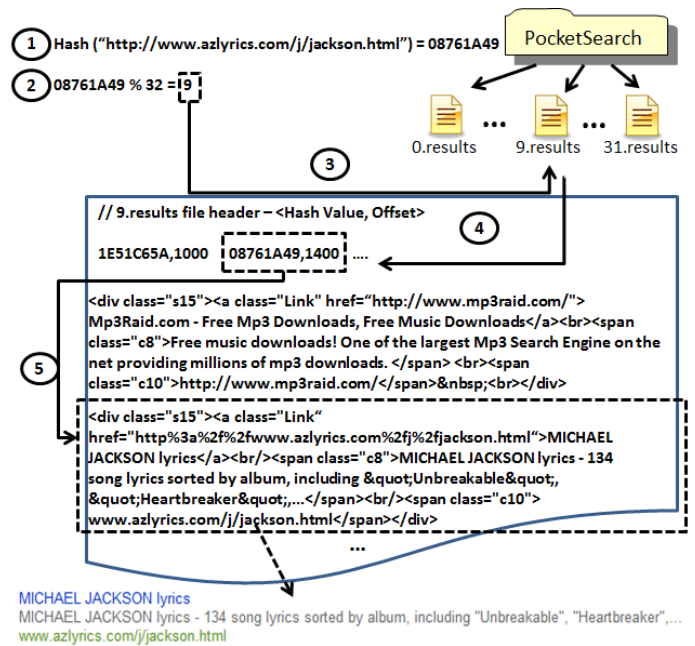 PocketSearch
1 Hash (“http://www.azlyrics.com/j/jackson.html”) = 08761A49
2 08761A49 % 32 = 9
... ...
0.results 9.results 31.results
3
// 9.results file header – <Hash Value, Offset>
4
1E51C65A,1000 08761A49,1400 ....
<div class="s15"><a class="Link" href=“http://www.mp3raid.com/">
Mp3Raid.com - Free Mp3 Downloads, Free Music Downloads</a><br><span
class="c8">Free music downloads! One of the largest Mp3 Search Engine on the
net providing millions of mp3 downloads. </span> <br><span
class="c10">http://www.mp3raid.com/</span>&nbsp;<br></div>
5
<div class="s15"><a class="Link“
href="http%3a%2f%2fwww.azlyrics.com%2fj%2fjackson.html“>MICHAEL
JACKSON lyrics</a><br/><span class="c8">MICHAEL JACKSON lyrics - 134
song lyrics sorted by album, including &quot;Unbreakable&quot;,
&quot;Heartbreaker&quot;,...</span><br/><span class="c10">
www.azlyrics.com/j/jackson.html</span></div>
...
MICHAEL JACKSON lyrics
MICHAEL JACKSON lyrics - 134 song lyrics sorted by album, including "Unbreakable", "Heartbreaker",...
www.azlyrics.com/j/jackson.html